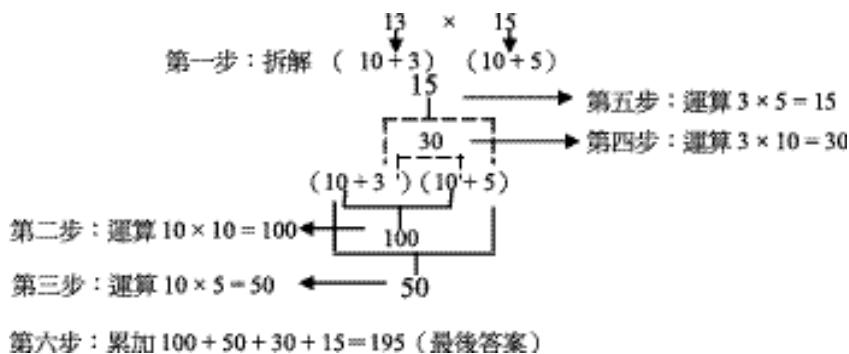 13 × 15
第一步：拆解 ( 10 + 3 ) (10 + 5 )
15
第五步：運算 3 × 5 = 15
30
第四步：運算 3 × 10 = 30
(10 + 3 ) (10 + 5)
第二步：運算 10 × 10 = 100
100
第三步：運算 10 × 5 = 50
50
第六步：累加 100 + 50 + 30 + 15 = 195（最後答案）